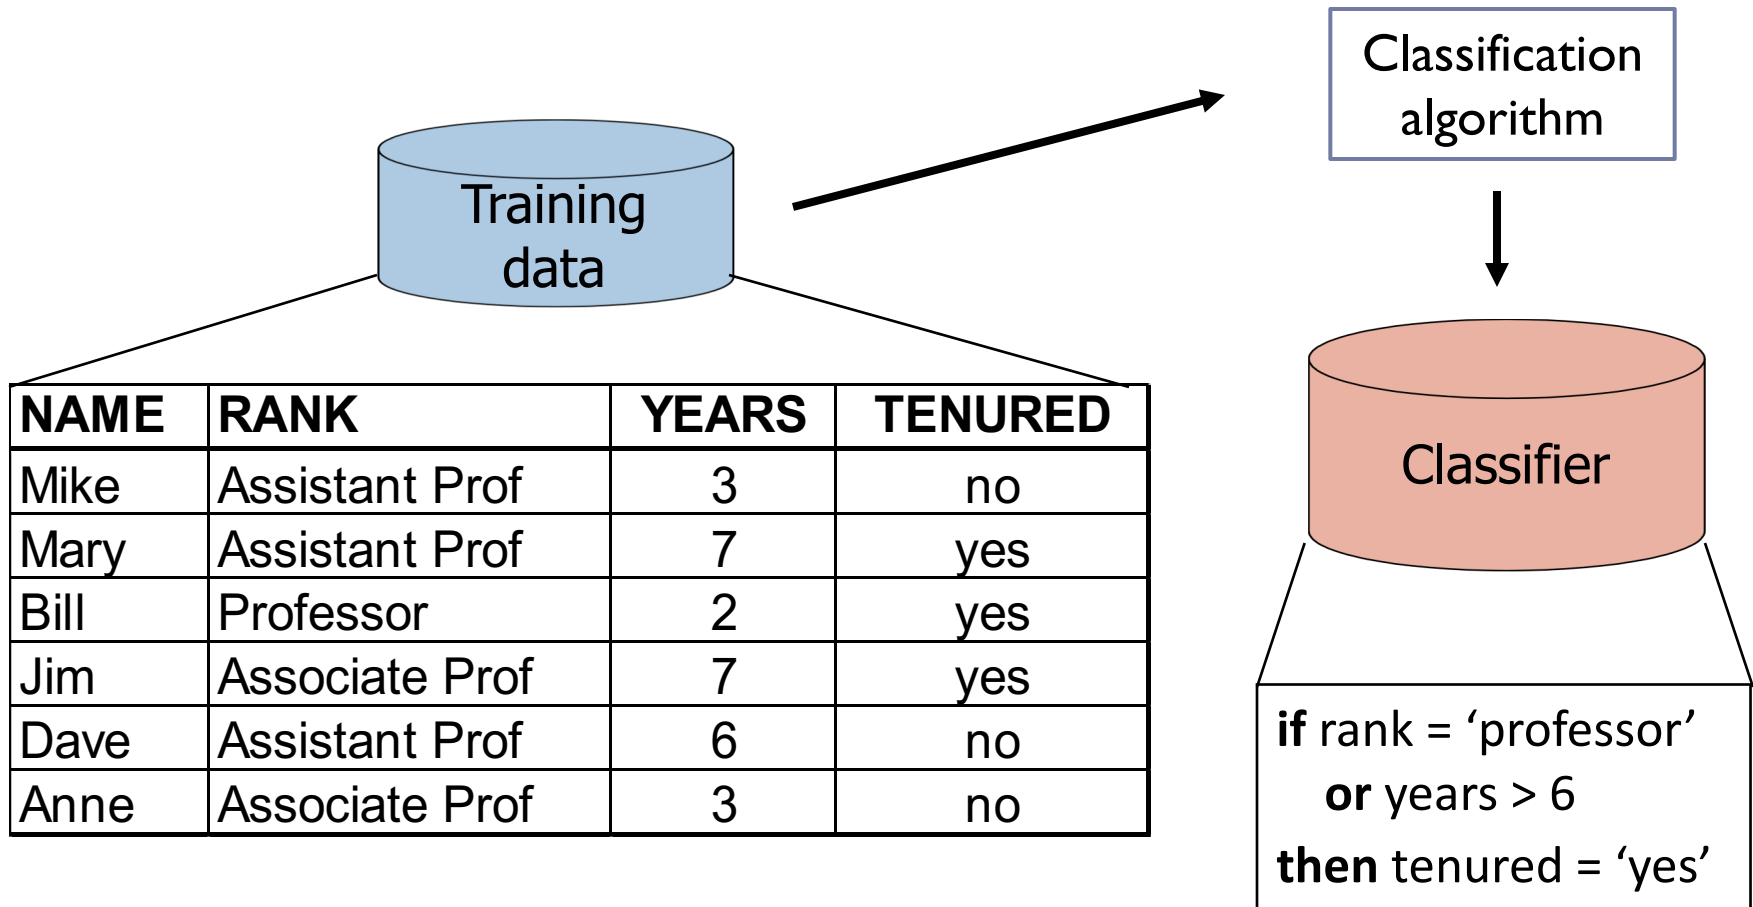 Classification
algorithm
Training
data
NAME RANK YEARS TENURED
Mike Assistant Prof 3 no
Mary Assistant Prof 7 yes
Bill Professor 2 yes
Jim Associate Prof 7 yes
Dave Assistant Prof 6 no
Anne Associate Prof 3 no
Classifier
if rank = ‘professor’
or years > 6
then tenured = ‘yes’